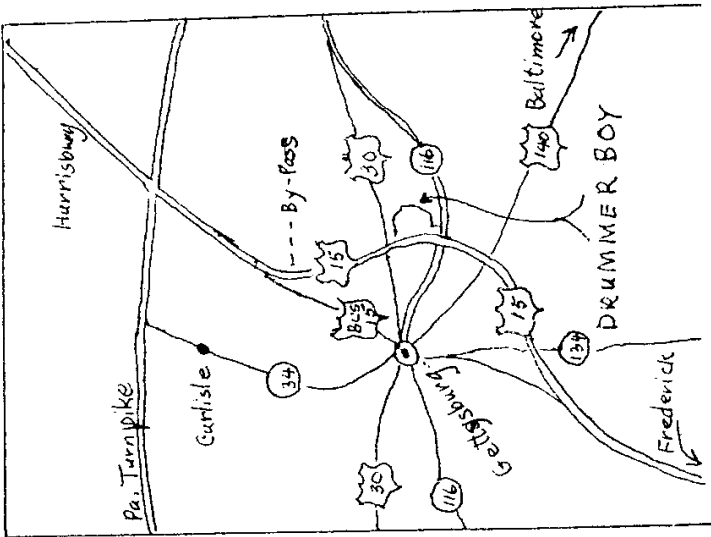 Harrisburg
Pa. Turnpike
Carlisle
34
---By-Pass
15
BUS
15
30
116
Baltimore
140
DRUMMER BOY
Gettysburg
15
134
30
116
Frederick